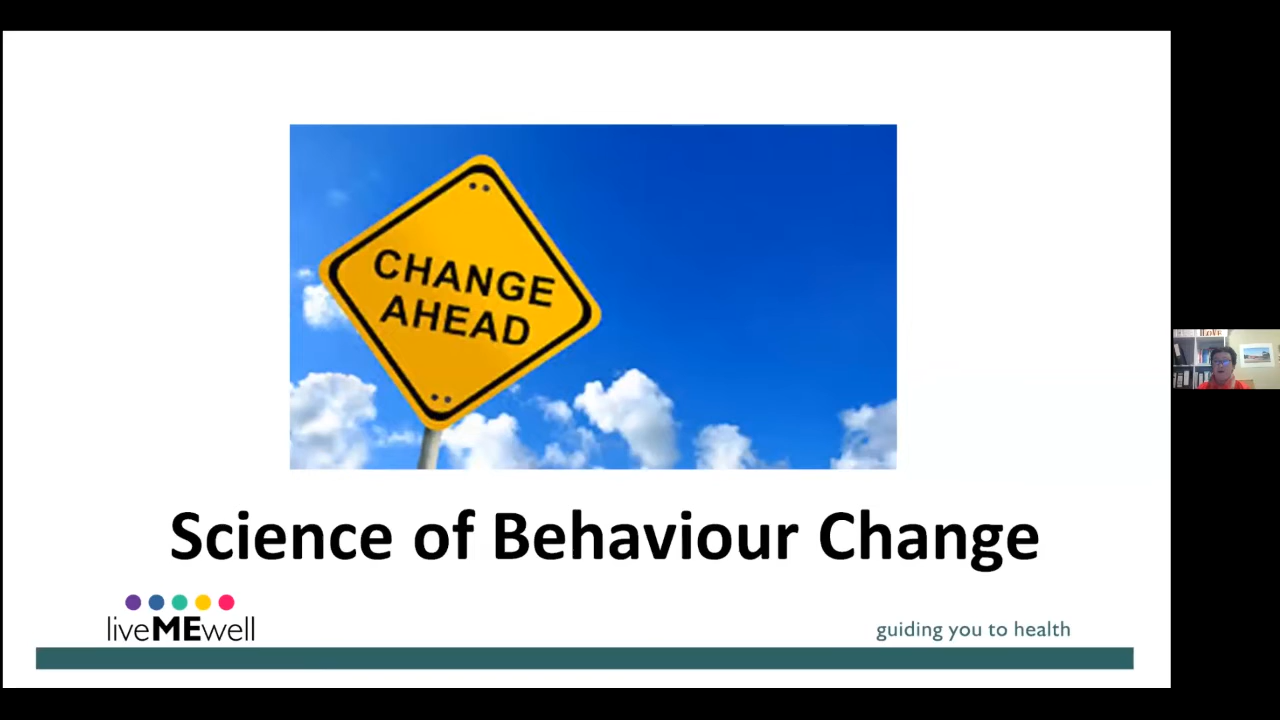 CHANGE
AHEAD
Science of Behaviour Change
liveMEwell
guiding you to health